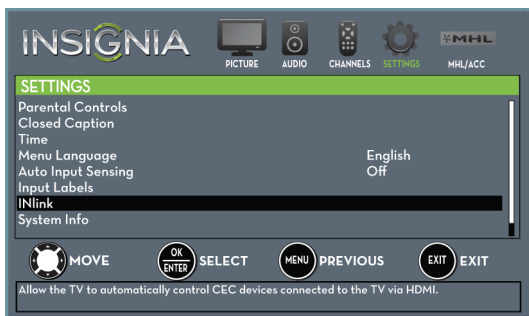 INSIGNIA
PICTURE AUDIO CHANNELS SETTINGS MHL MHL/ACC
SETTINGS
Parental Controls
Closed Caption
Time
Menu Language English
Auto Input Sensing Off
Input Labels
INlink
System Info
MOVE OK ENTER SELECT MENU PREVIOUS EXIT EXIT
Allow the TV to automatically control CEC devices connected to the TV via HDMI.